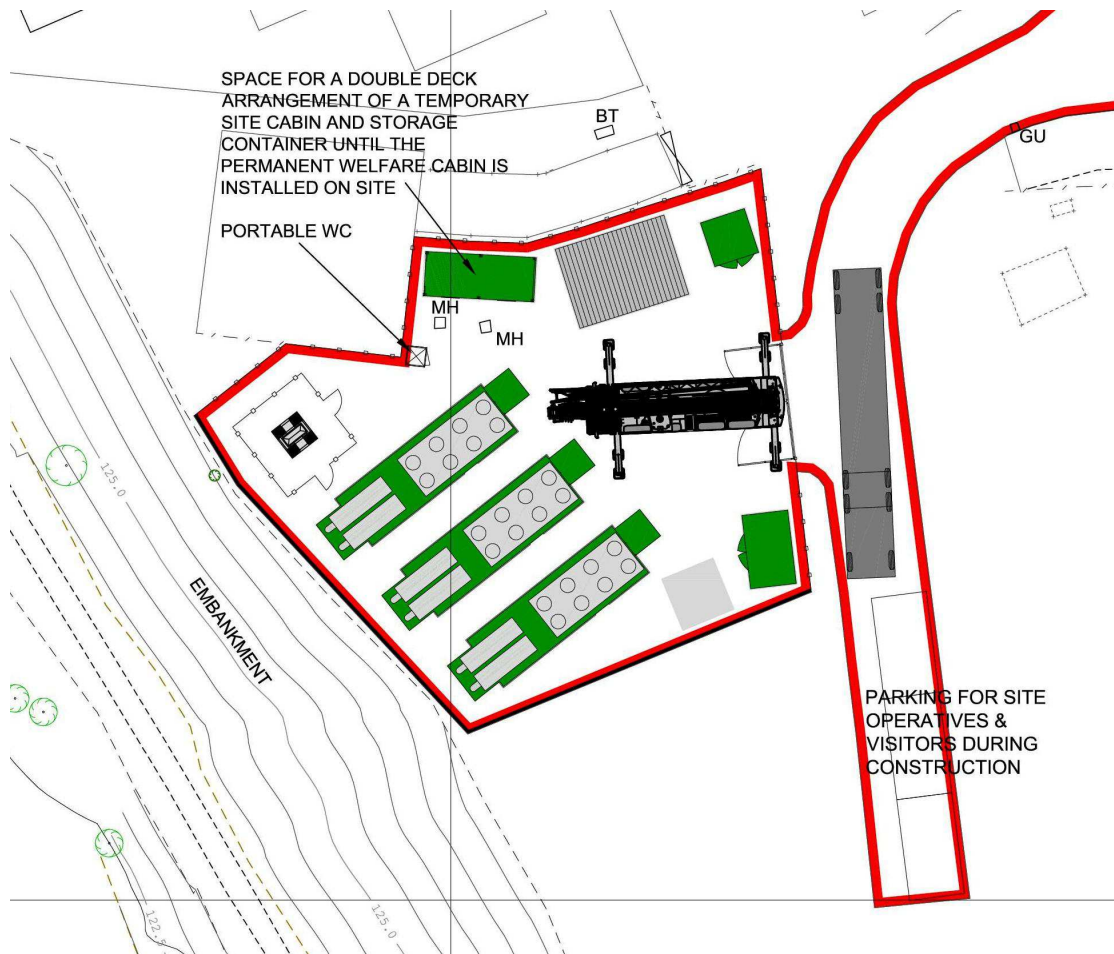 SPACE FOR A DOUBLE DECK
ARRANGEMENT OF A TEMPORARY
SITE CABIN AND STORAGE
CONTAINER UNTIL THE
PERMANENT WELFARE CABIN IS
INSTALLED ON SITE
PORTABLE WC
BT
GU
MH
MH
125.0
EMBANKMENT
PARKING FOR SITE
OPERATIVES &
VISITORS DURING
CONSTRUCTION
122.5
125.0